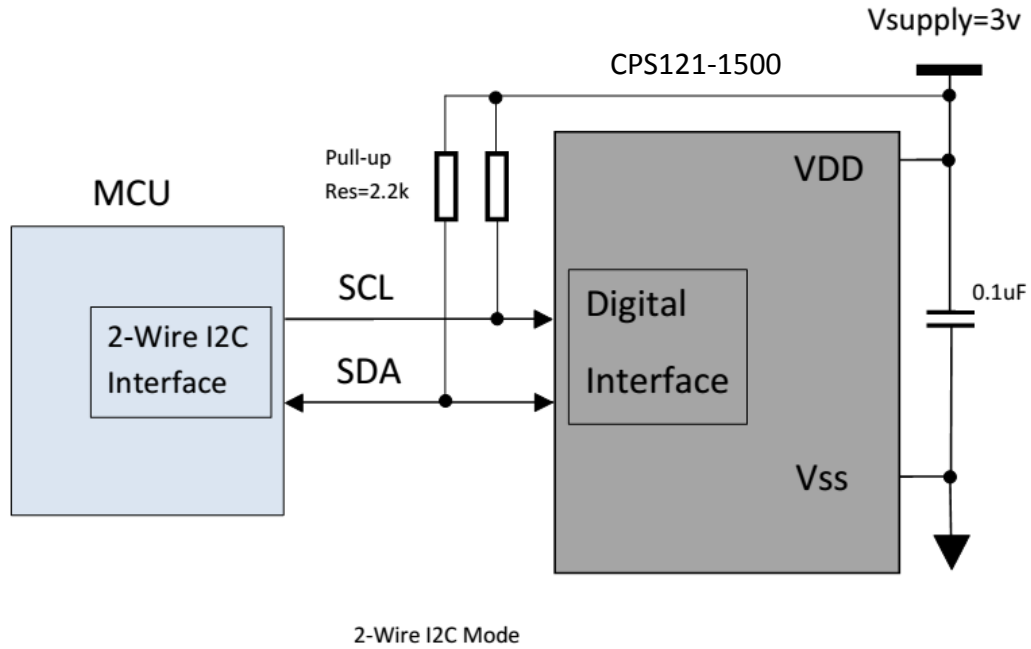 Vsupply=3v
CPS121-1500
Pull-up
Res=2.2k
MCU
VDD
SCL
0.1uF
Digital
Interface
2-Wire I2C
Interface
SDA
Vss
2-Wire I2C Mode